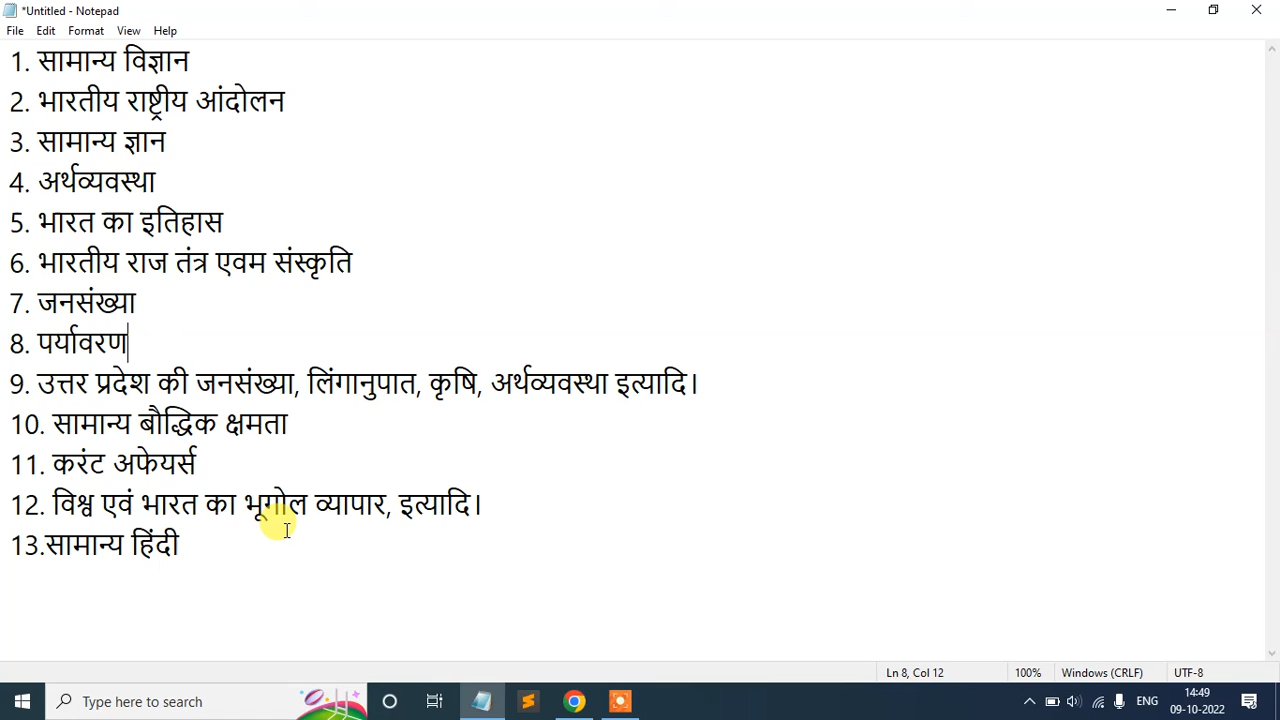 *Untitled - Notepad
File Edit Format View Help
1. सामान्य विज्ञान
2. भारतीय राष्ट्रीय आंदोलन
3. सामान्य ज्ञान
4. अर्थव्यवस्था
5. भारत का इतिहास
6. भारतीय राज तंत्र एवम संस्कृति
7. जनसंख्या
8. पर्यावरण
9. उत्तर प्रदेश की जनसंख्या, लिंगानुपात, कृषि, अर्थव्यवस्था इत्यादि।
10. सामान्य बौद्धिक क्षमता
11. करंट अफेयर्स
12. विश्व एवं भारत का भूगोल व्यापार, इत्यादि।
13.सामान्य हिंदी
Ln 8, Col 12 100% Windows (CRLF) UTF-8
Type here to search ENG 14:49
09-10-2022